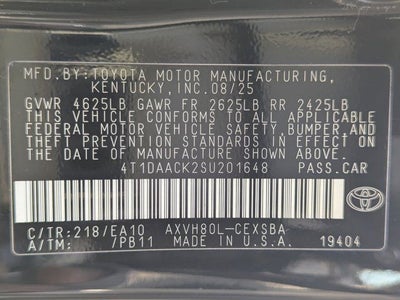 MFD.BY:TOYOTA MOTOR MANUFACTURING,
KENTUCKY,INC.08/25
GVWR 4625LB GAWR FR 2625LB RR 2425LB
THIS VEHICLE CONFORMS TO ALL APPLICABLE
FEDERAL MOTOR VEHICLE SAFETY,BUMPER, AND
THEFT PREVENTION STANDARDS IN EFFECT ON
THE DATE OF MANUFACTURE SHOWN ABOVE.
4T1DAACK2SU201648 PASS.CAR
C/TR:218/EA10 AXVH80L-CEXSBA
A/TM: /PB11 MADE IN U.S.A. 19404